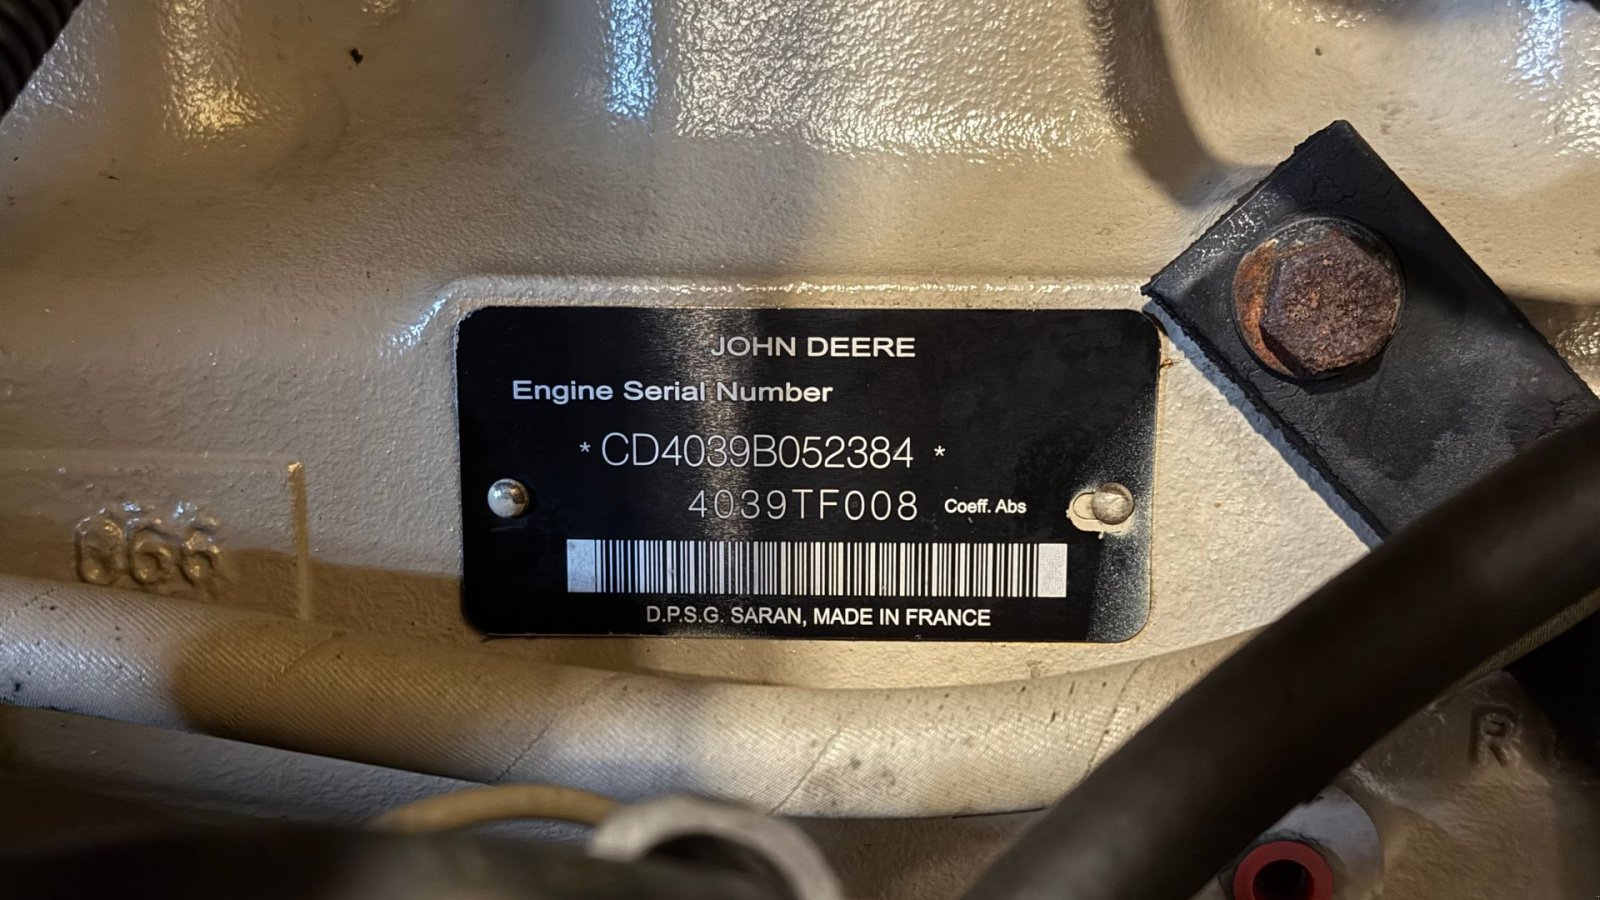 JOHN DEERE
Engine Serial Number
*CD4039B052384 *
4039TF008 Coeff. Abs
D.P.S.G. SARAN, MADE IN FRANCE
R